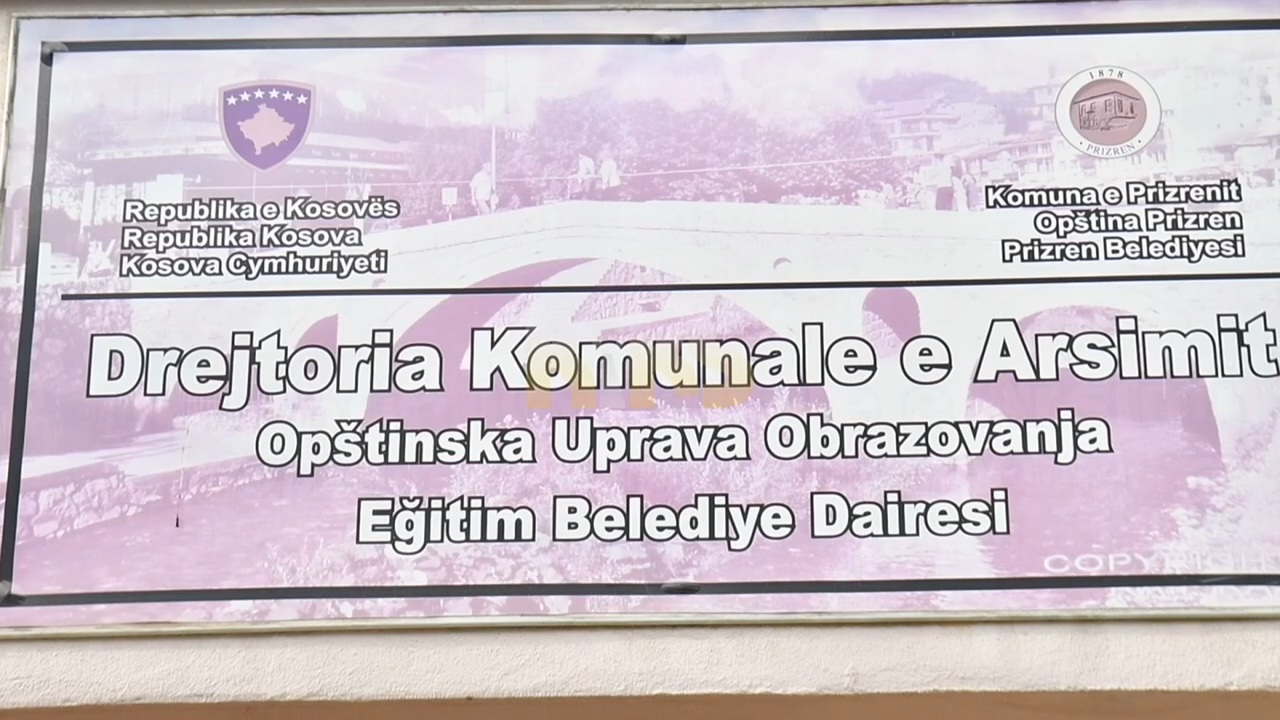 1878
PRIZREN
Republika e Kosovës
Republika Kosova
Kosova Cymhuriyeti
Komuna e Prizrenit
Opština Prizren
Prizren Belediyesi
Drejtoria Komunale e Arsimit
Opštinska Uprava Obrazovanja
Eğitim Belediye Dairesi